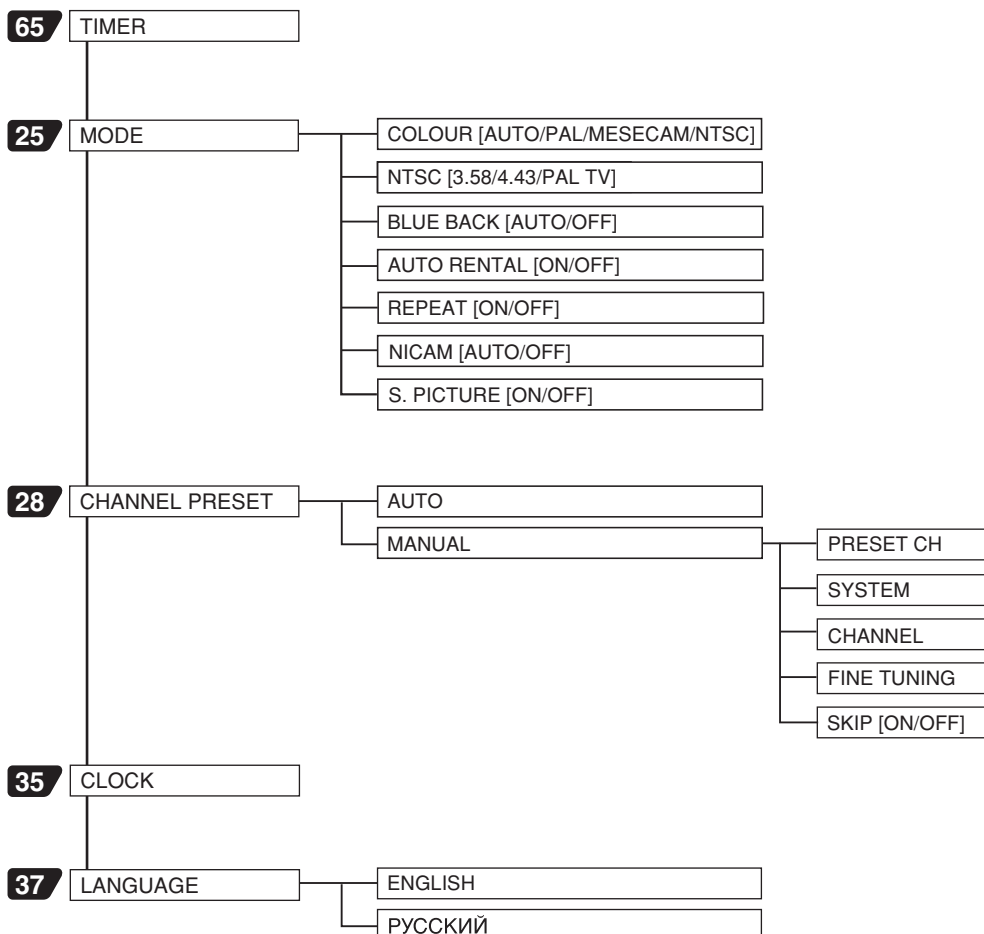 65 TIMER
25 MODE
COLOUR [AUTO/PAL/MESECAM/NTSC]
NTSC [3.58/4.43/PAL TV]
BLUE BACK [AUTO/OFF]
AUTO RENTAL [ON/OFF]
REPEAT [ON/OFF]
NICAM [AUTO/OFF]
S. PICTURE [ON/OFF]
28 CHANNEL PRESET
AUTO
MANUAL
PRESET CH
SYSTEM
CHANNEL
FINE TUNING
SKIP [ON/OFF]
35 CLOCK
37 LANGUAGE
ENGLISH
РУССКИЙ